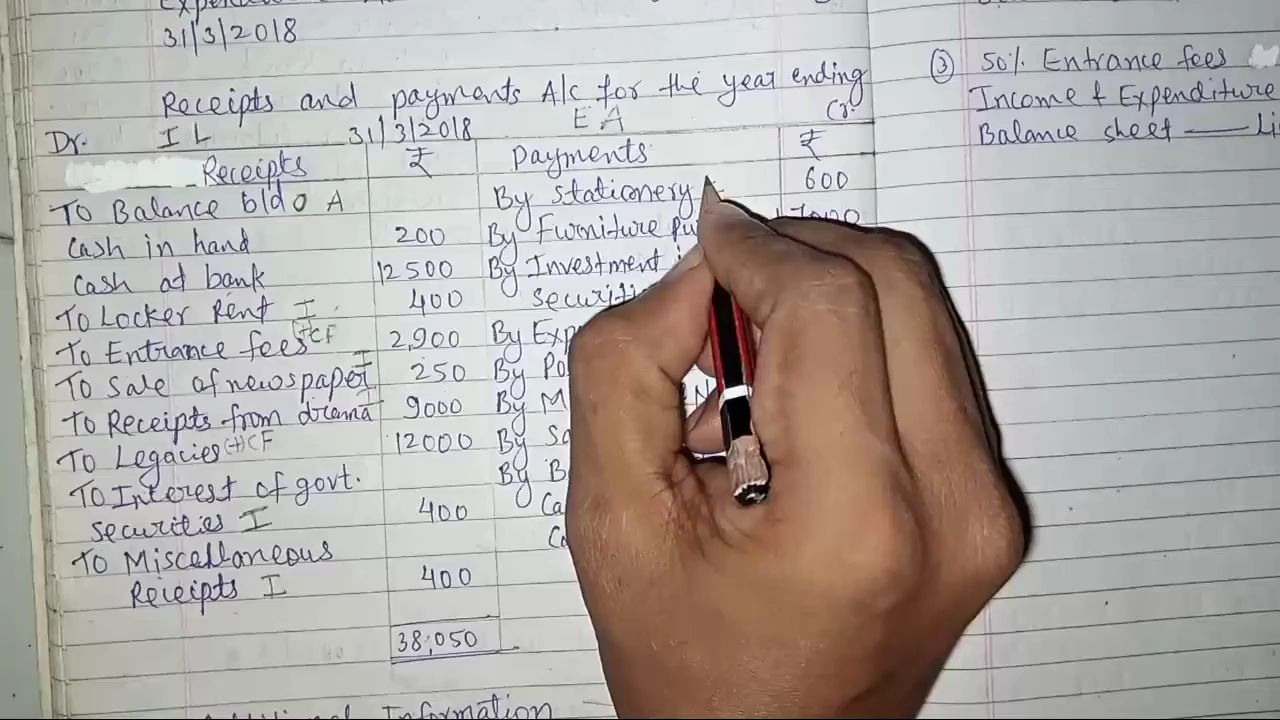 31/3/2018
Receipts and payments A/c for the year ending
Dr. I L 31/3/2018 E A Cr.
Receipts ₹ Payments ₹
To Balance b/d O A By Stationery 600
Cash in hand 200 By Furniture
Cash at bank 12500 By Investment
To Locker Rent I 400
To Entrance fees I+CF 2,900 By
To Sale of newspaper I 250 By
To Receipts from drama I 9000 By
To Legacies (+)CF 12000 By
To Interest of govt. By
Securities I 400
To Miscellaneous
Receipts I 400
38,050
Additional Information
③ 50% Entrance fees
Income & Expenditure
Balance sheet —